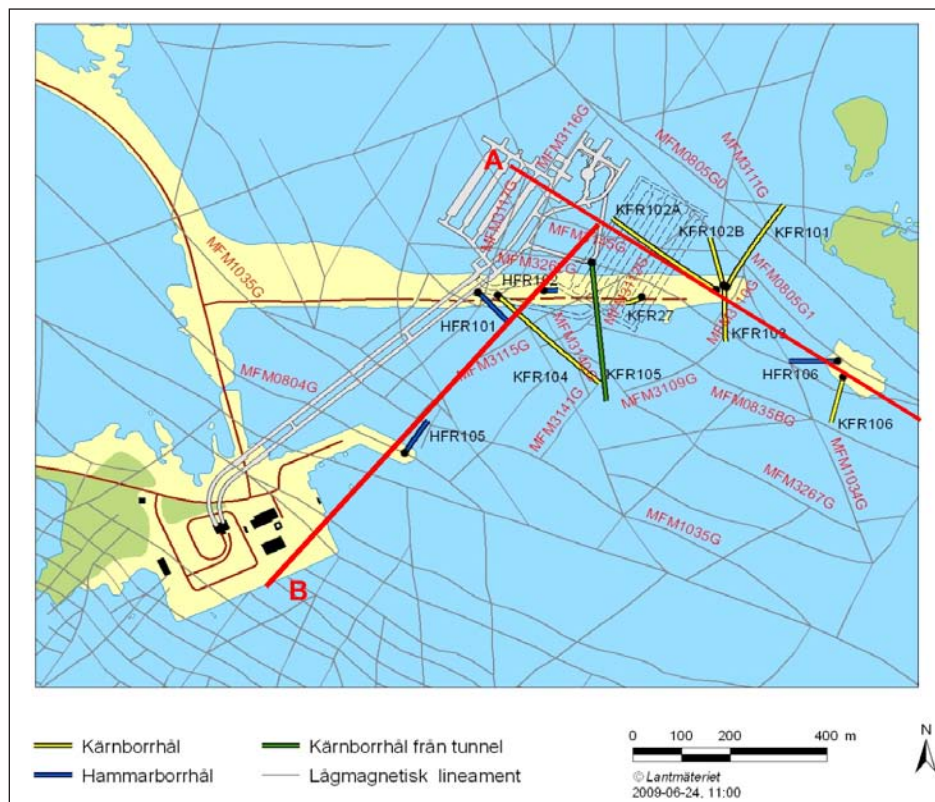 A
MFM3116G
MFM0805G0
MFM3111G
MFM3117G
KFR102A
KFR102B
KFR101
MFM1035G
HFR101
KFR27
MFM3110G
MFM0805G1
KFR103
MFM3115G
MFM0804G
KFR104
KFR105
MFM3109G
MFM0835BG
HFR106
MFM3141G
KFR106
HFR105
MFM1034G
MFM3267G
MFM1035G
B
Kärnborrhål
Hammarborrhål
Kärnborrhål från tunnel
Lågmagnetisk lineament
0 100 200 400 m
© Lantmäteriet
2009-06-24, 11:00
N